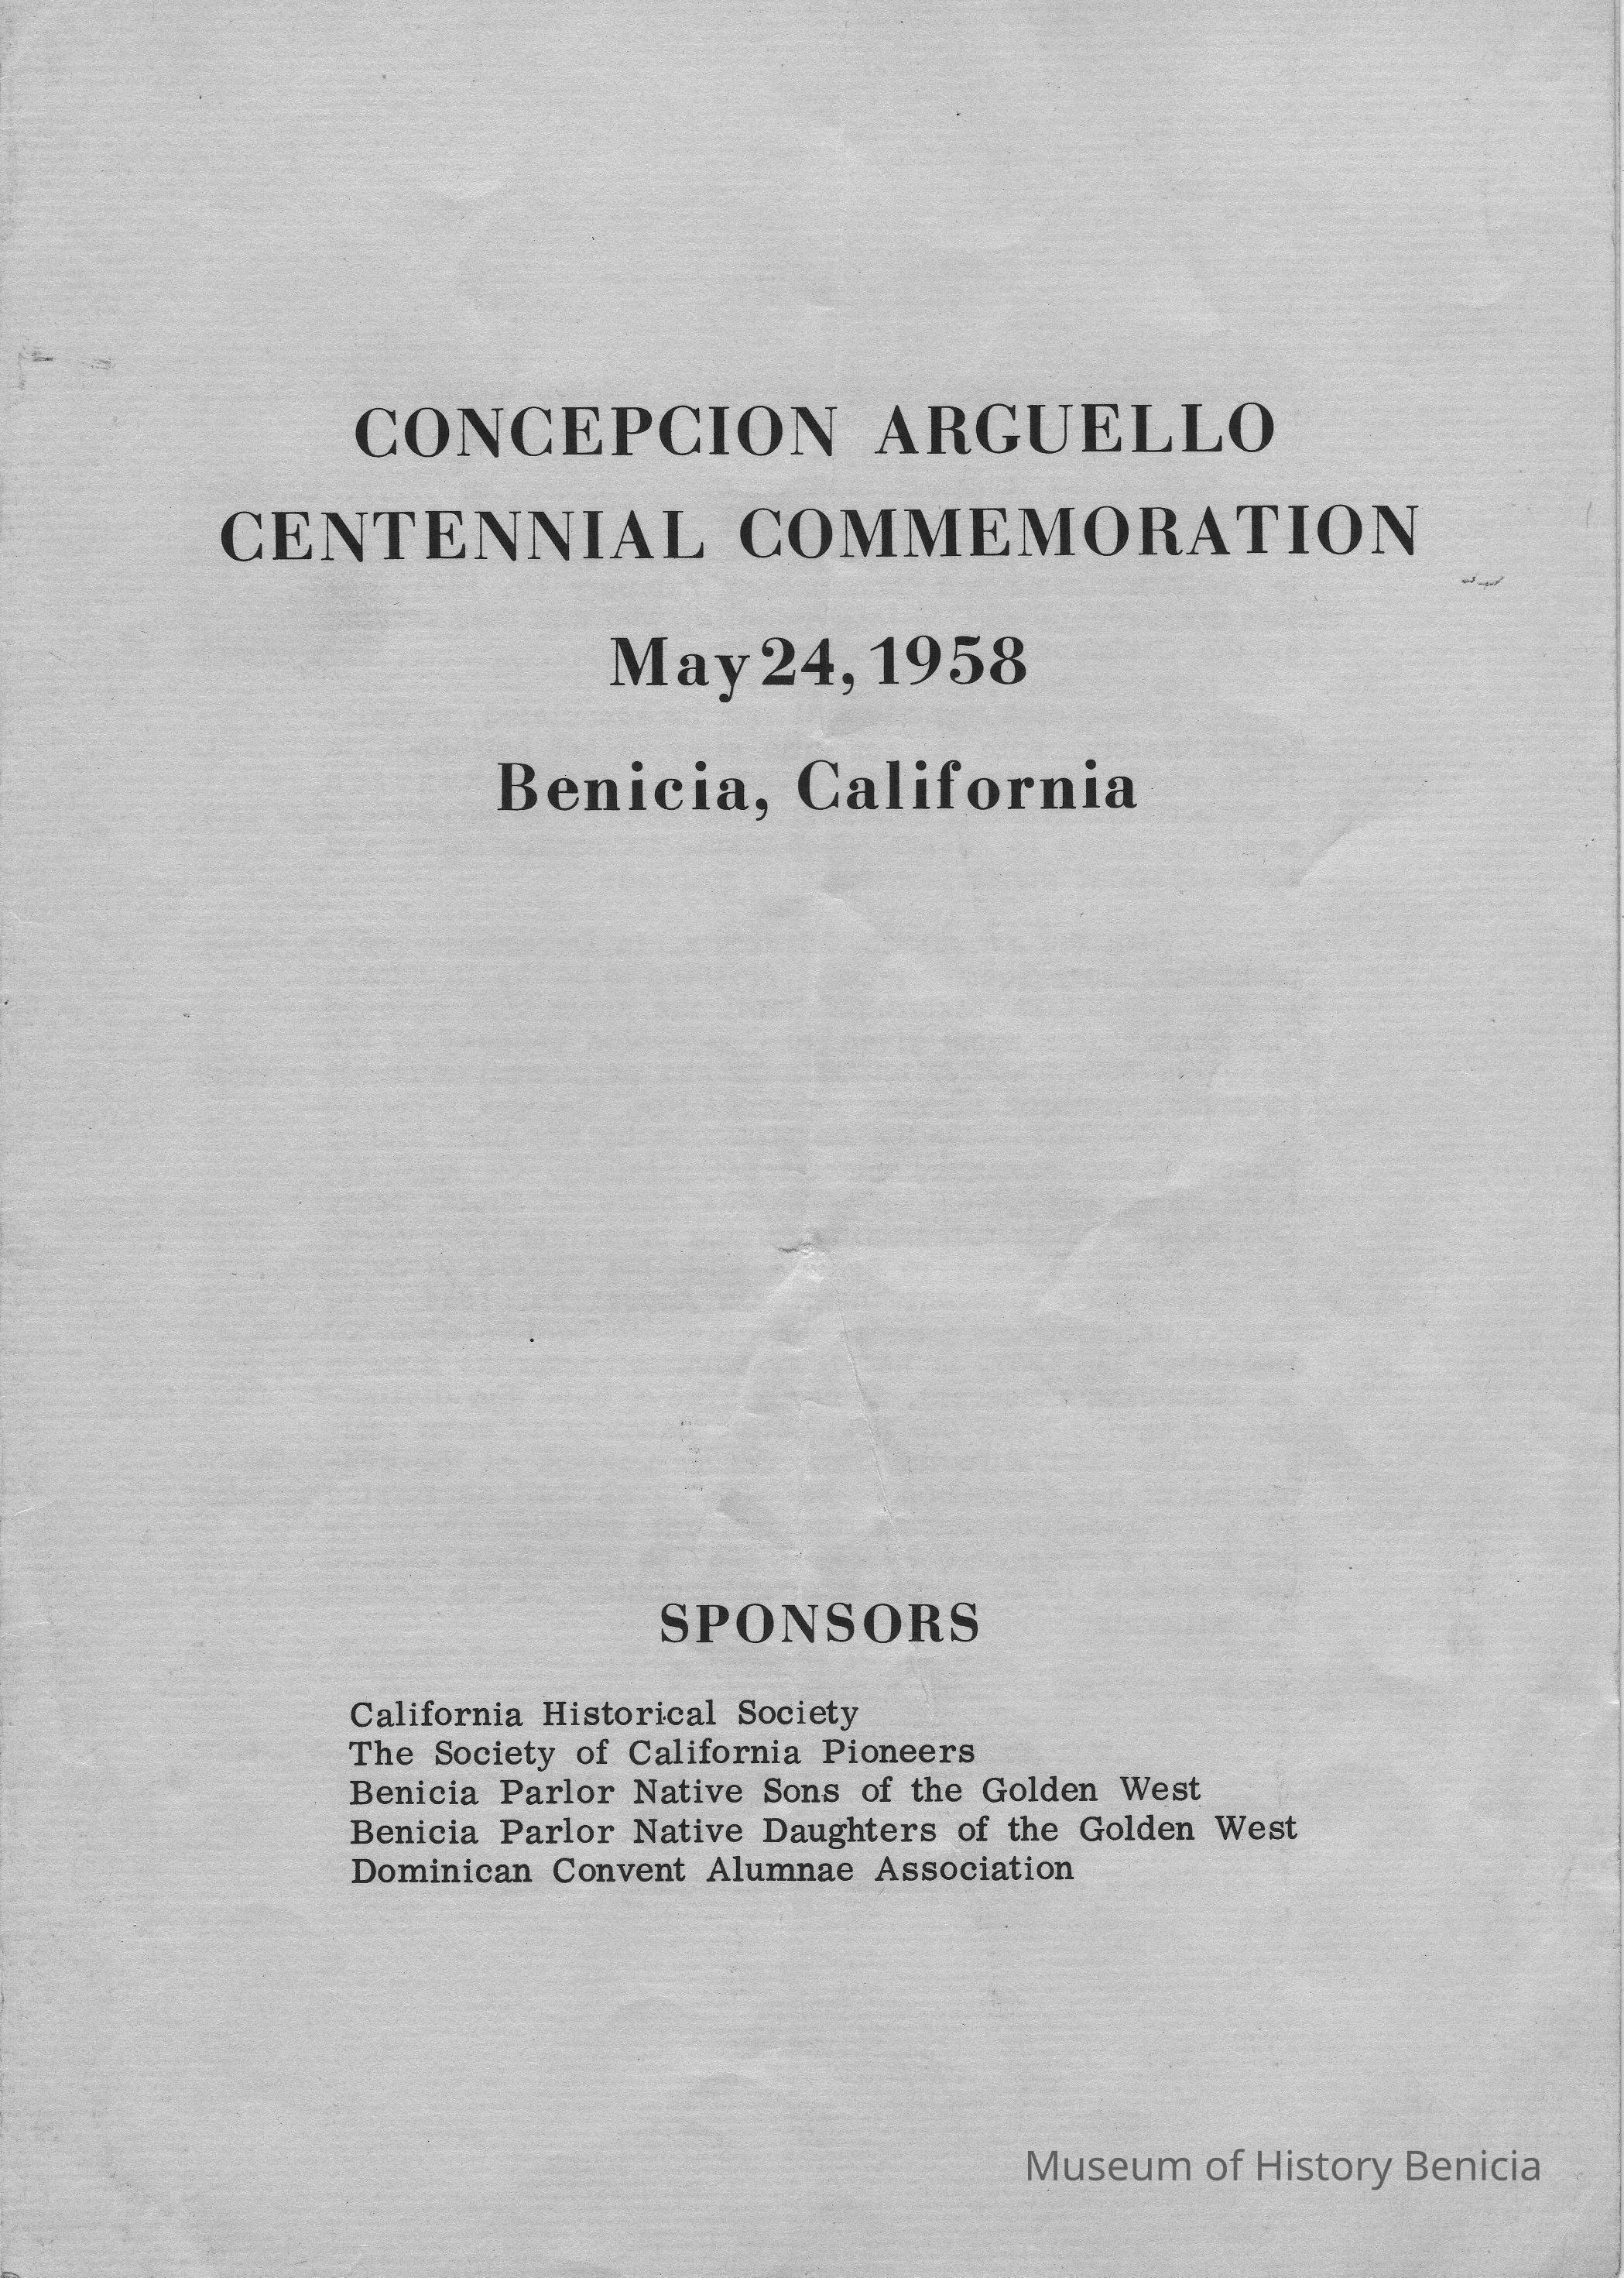 CONCEPCION ARGUELLO
CENTENNIAL COMMEMORATION
May 24, 1958
Benicia, California
SPONSORS
California Historical Society
The Society of California Pioneers
Benicia Parlor Native Sons of the Golden West
Benicia Parlor Native Daughters of the Golden West
Dominican Convent Alumnae Association
Museum of History Benicia